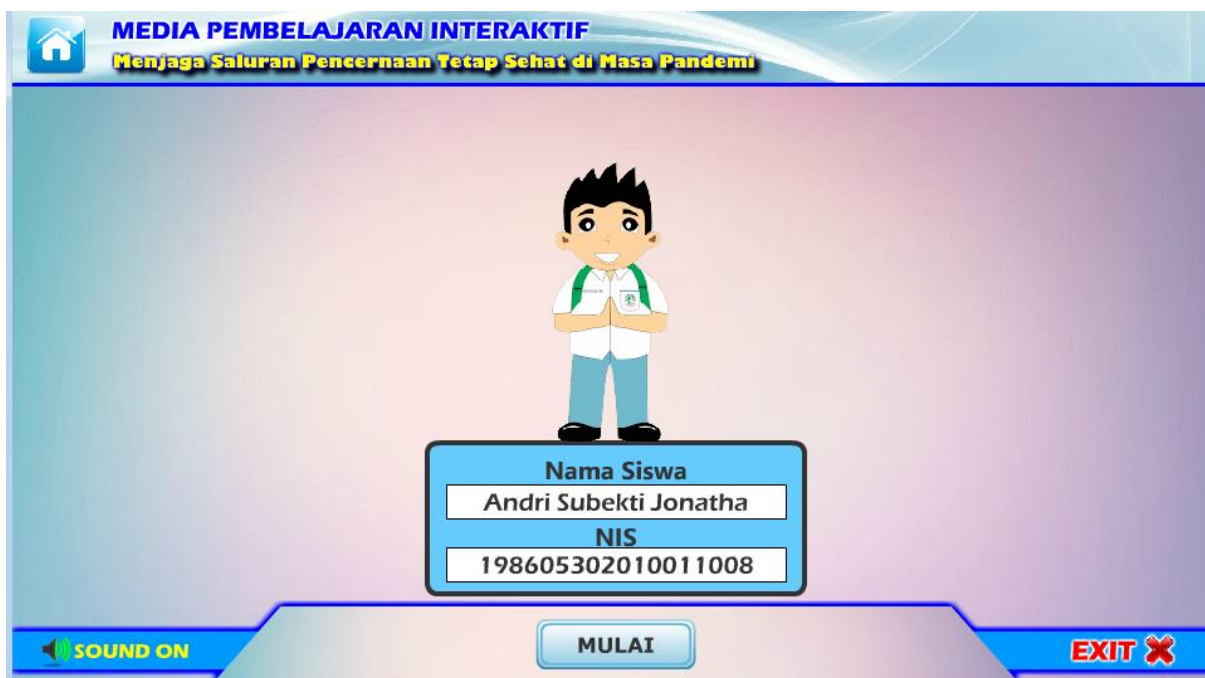 MEDIA PEMBELAJARAN INTERAKTIF
Menjaga Saluran Pencernaan Tetap Sehat di Masa Pandemi
Nama Siswa
Andri Subekti Jonatha
NIS
198605302010011008
SOUND ON
MULAI
EXIT